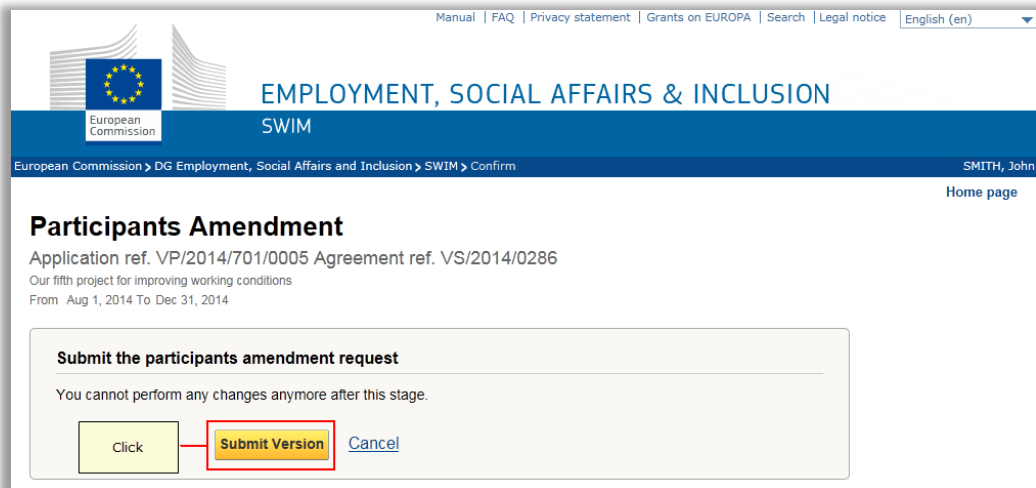 Manual | FAQ | Privacy statement | Grants on EUROPA | Search | Legal notice English (en)
EMPLOYMENT, SOCIAL AFFAIRS & INCLUSION
European
Commission
SWIM
European Commission > DG Employment, Social Affairs and Inclusion > SWIM > Confirm SMITH, John
Home page
Participants Amendment
Application ref. VP/2014/701/0005 Agreement ref. VS/2014/0286
Our fifth project for improving working conditions
From Aug 1, 2014 To Dec 31, 2014
Submit the participants amendment request
You cannot perform any changes anymore after this stage.
Click Submit Version Cancel